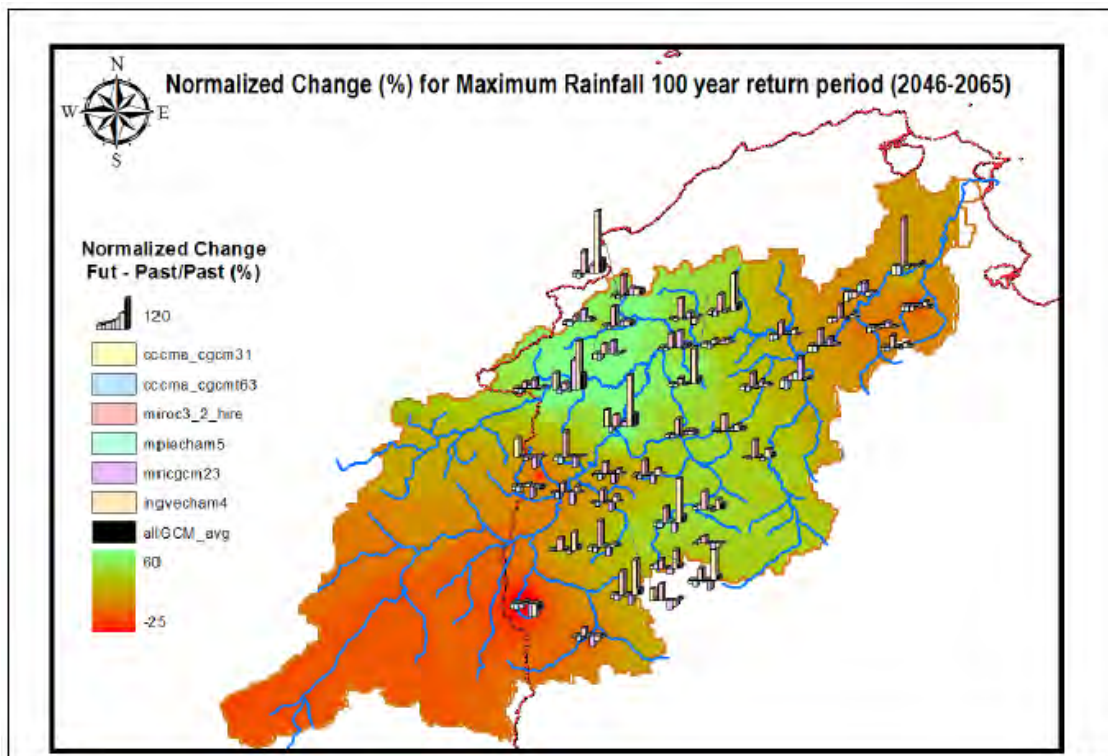 N
W E
S
Normalized Change (%) for Maximum Rainfall 100 year return period (2046-2065)
Normalized Change
Fut - Past/Past (%)
120
cccma_cgcm31
cccma_cgcmt63
miroc3_2_hire
mpiecham5
mricgcm23
ingvecham4
allGCM_avg
60
-25